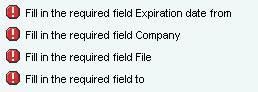 Fill in the required field Expiration date from
Fill in the required field Company
Fill in the required field File
Fill in the required field to